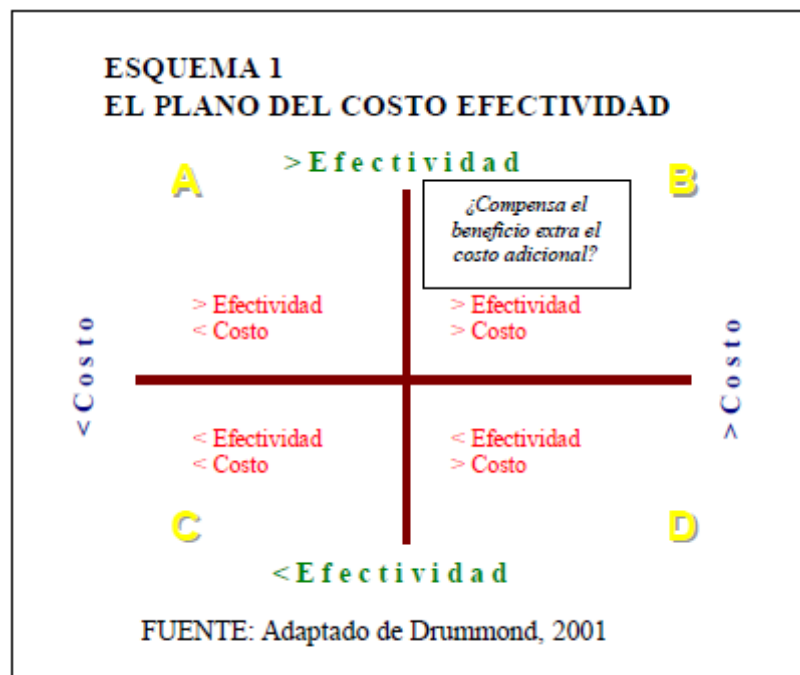 ESQUEMA 1
EL PLANO DEL COSTO EFECTIVIDAD
A
>Efectividad
B
¿Compensa el
beneficio extra el
costo adicional?
> Efectividad
< Costo
> Efectividad
> Costo
<Costo
>Costo
< Efectividad
< Costo
< Efectividad
> Costo
C
D
<Efectividad
FUENTE: Adaptado de Drummond, 2001